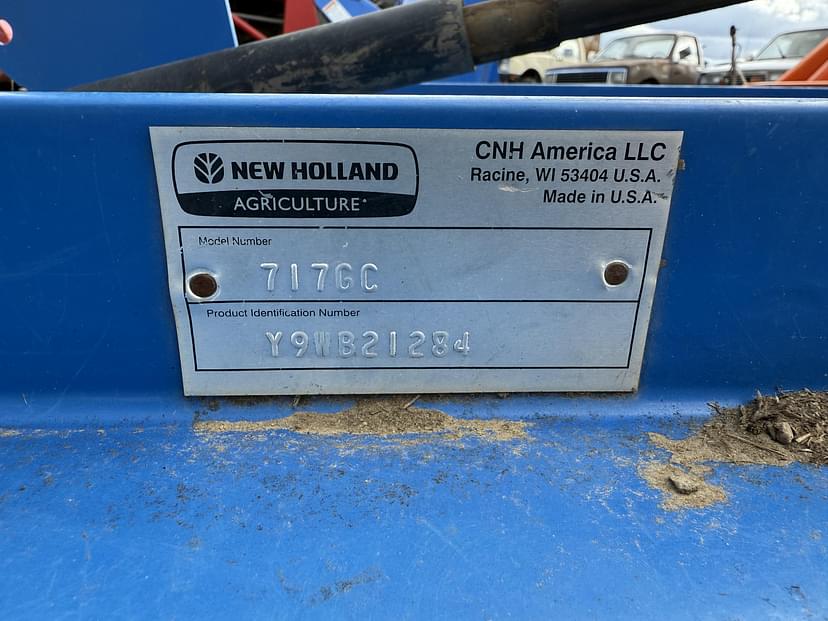 NEW HOLLAND
AGRICULTURE
CNH America LLC
Racine, WI 53404 U.S.A.
Made in U.S.A.
Model Number
717GC
Product Identification Number
Y9WB21284